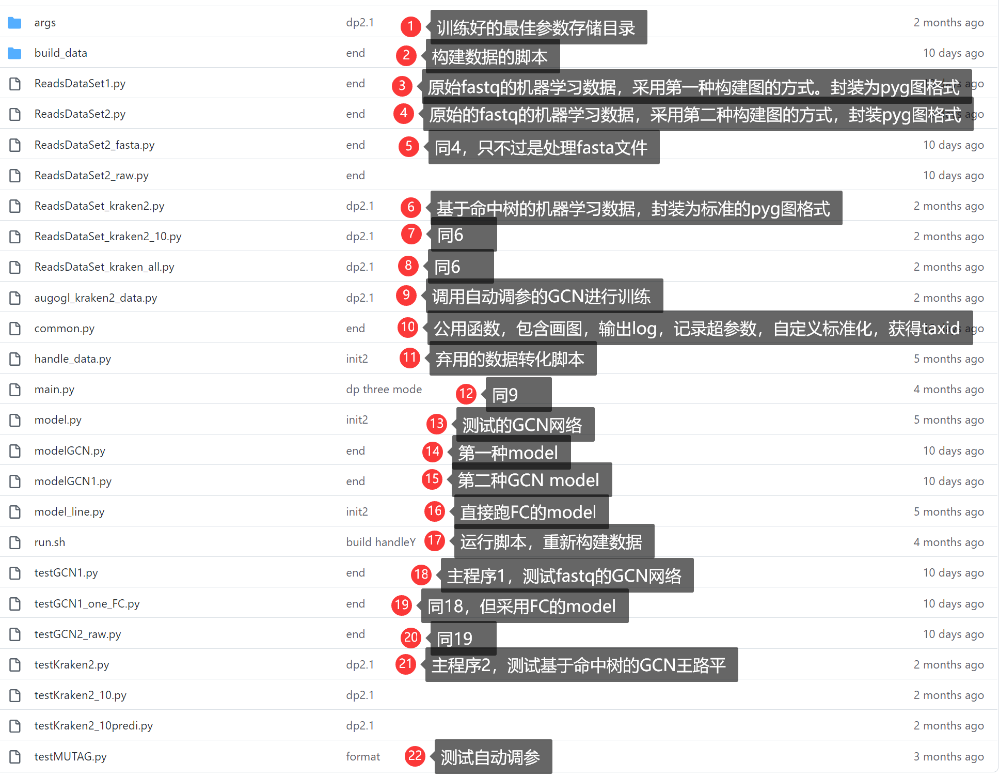 args dp2.1 1 训练好的最佳参数存储目录 2 months ago
build_data end 2 构建数据的脚本 10 days ago
ReadsDataSet1.py end 3 原始fastq的机器学习数据，采用第一种构建图的方式。封装为pyg图格式 ago
ReadsDataSet2.py end 4 原始的fastq的机器学习数据，采用第二种构建图的方式，封装pyg图格式 ago
ReadsDataSet2_fasta.py end 5 同4，只不过是处理fasta文件 10 days ago
ReadsDataSet2_raw.py end 10 days ago
ReadsDataSet_kraken2.py dp2.1 6 基于命中树的机器学习数据，封装为标准的pyg图格式 2 months ago
ReadsDataSet_kraken2_10.py dp2.1 7 同6 2 months ago
ReadsDataSet_kraken_all.py dp2.1 8 同6 2 months ago
augogl_kraken2_data.py dp2.1 9 调用自动调参的GCN进行训练 2 months ago
common.py end 10 公用函数，包含画图，输出log，记录超参数，自定义标准化，获得taxid ago
handle_data.py init2 11 弃用的数据转化脚本 5 months ago
main.py dp three mode 12 同9 4 months ago
model.py init2 13 测试的GCN网络 5 months ago
modelGCN.py end 14 第一种model 10 days ago
modelGCN1.py end 15 第二种GCN model 10 days ago
model_line.py init2 16 直接跑FC的model 5 months ago
run.sh build handleY 17 运行脚本，重新构建数据 4 months ago
testGCN1.py end 18 主程序1，测试fastq的GCN网络 10 days ago
testGCN1_one_FC.py end 19 同18，但采用FC的model 10 days ago
testGCN2_raw.py end 20 同19 10 days ago
testKraken2.py dp2.1 21 主程序2，测试基于命中树的GCN王路平 2 months ago
testKraken2_10.py dp2.1 2 months ago
testKraken2_10predi.py dp2.1 2 months ago
testMUTAG.py format 22 测试自动调参 3 months ago